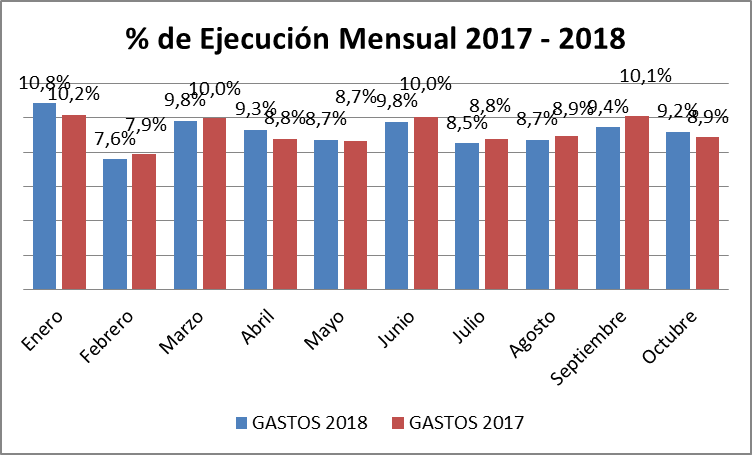 % de Ejecución Mensual 2017 - 2018
10,8%
10,2%
7,6%
7,9%
9,8%
10,0%
9,3%
8,8%
8,7%
8,7%
9,8%
10,0%
8,5%
8,8%
8,7%
8,9%
9,4%
10,1%
9,2%
8,9%
Enero
Febrero
Marzo
Abril
Mayo
Junio
Julio
Agosto
Septiembre
Octubre
GASTOS 2018
GASTOS 2017